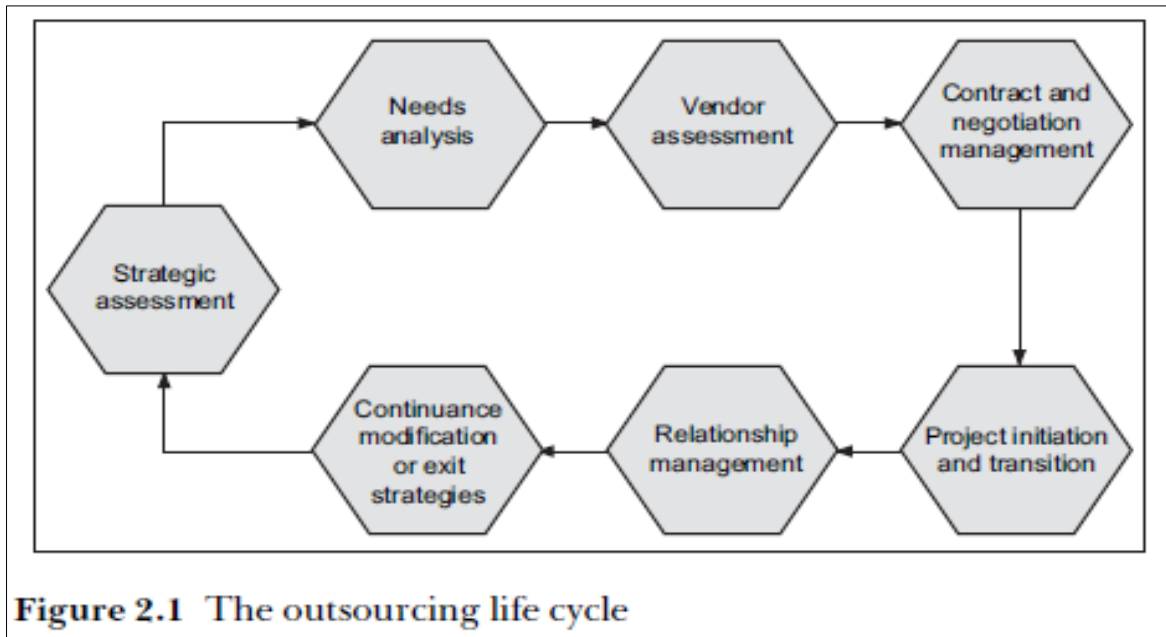 Needs
analysis
Vendor
assessment
Contract and
negotiation
management
Strategic
assessment
Continuance
modification
or exit
strategies
Relationship
management
Project initiation
and transition
Figure 2.1 The outsourcing life cycle